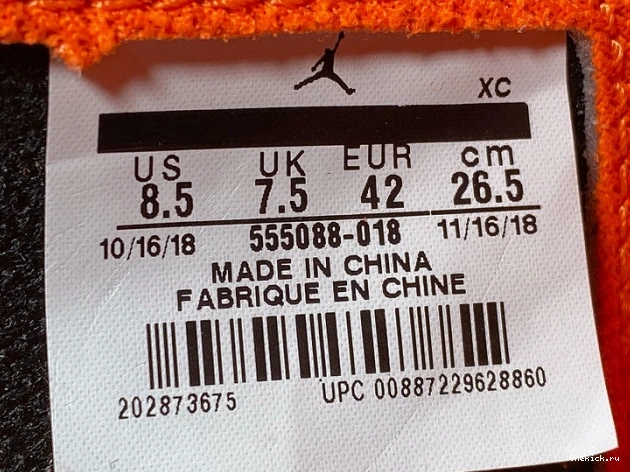 XC
US UK EUR cm
8.5 7.5 42 26.5
10/16/18 555088-018 11/16/18
MADE IN CHINA
FABRIQUE EN CHINE
202873675 UPC 00887229628860